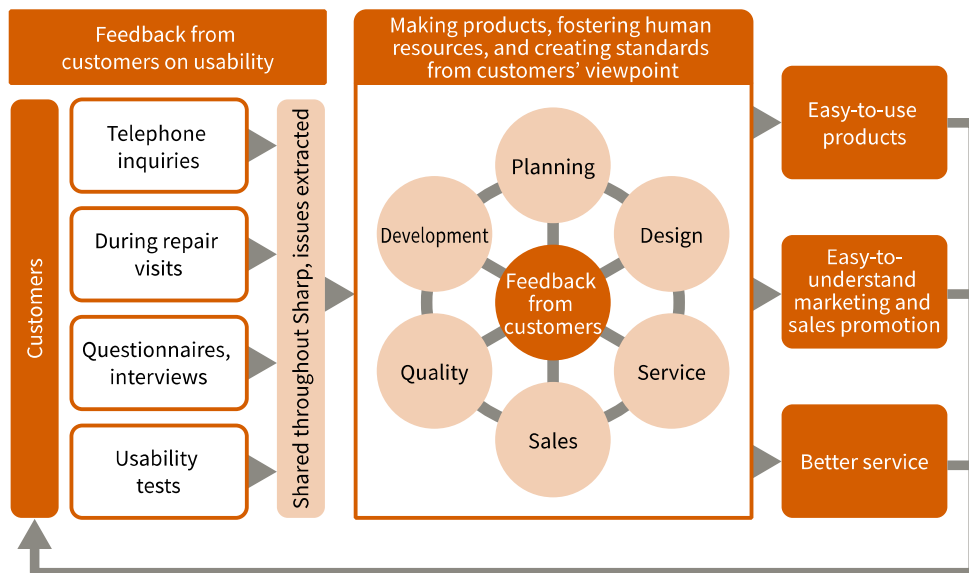 Feedback from
customers on usability
Customers
Telephone
inquiries
During repair
visits
Questionnaires,
interviews
Usability
tests
Shared throughout Sharp, issues extracted
Making products, fostering human
resources, and creating standards
from customers’ viewpoint
Planning
Development
Design
Feedback
from
customers
Quality
Service
Sales
Easy-to-use
products
Easy-to-
understand
marketing and
sales promotion
Better service